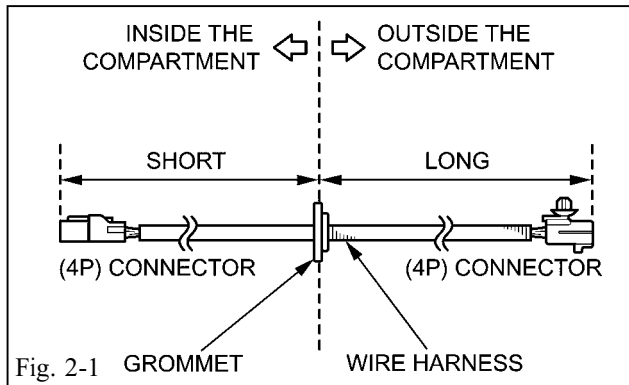 INSIDE THE
COMPARTMENT
OUTSIDE THE
COMPARTMENT
SHORT
LONG
(4P) CONNECTOR
(4P) CONNECTOR
Fig. 2-1
GROMMET
WIRE HARNESS